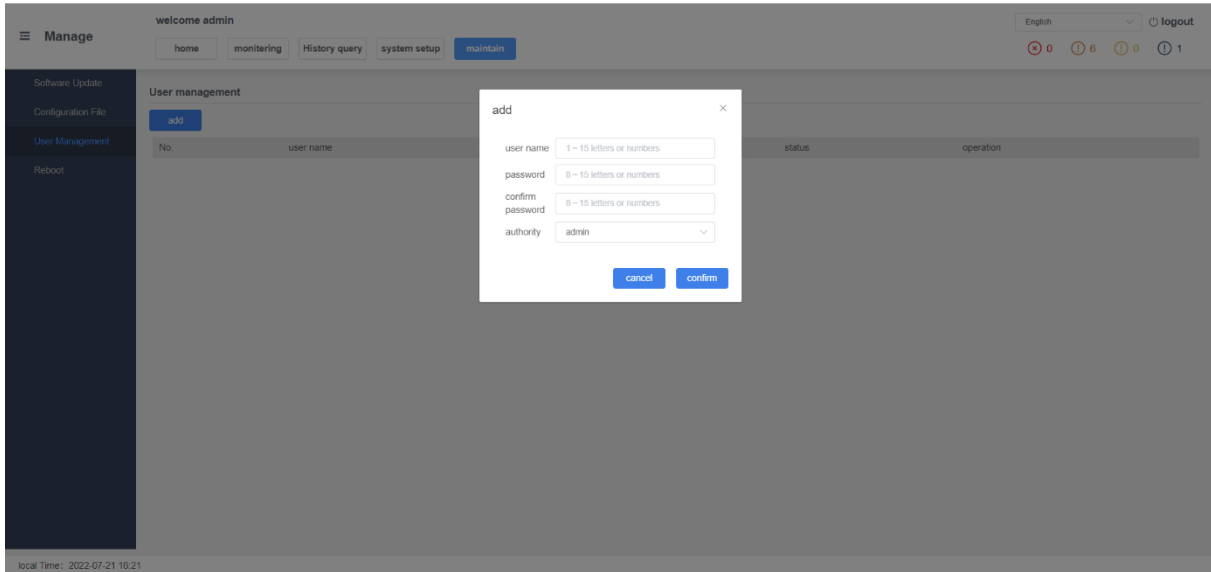 welcome admin
English
logout
Manage
home monitering History query system setup maintain
0 6 0 1
Software Update
Configuration File
User Management
Reboot
User management
add
No. user name status operation
add
user name 1~15 letters or numbers
password 8~15 letters or numbers
confirm
password 8~15 letters or numbers
authority admin
cancel confirm
local Time: 2022-07-21 16:21